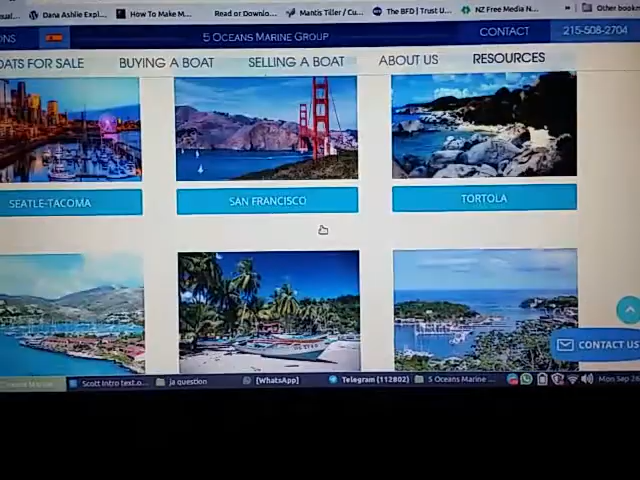 Dana Ashlie Expl... How To Make M... Read or Downlo... Mantis Tiller / Cu... The BFD | Trust U... NZ Free Media N... » Other book
5 OCEANS MARINE GROUP CONTACT 215-508-2704
OATS FOR SALE BUYING A BOAT SELLING A BOAT ABOUT US RESOURCES
SEATLE-TACOMA SAN FRANCISCO TORTOLA
CONTACT US
Scott Intro text.o... ja question [WhatsApp] Telegram (112802) 5 Oceans Marine ... Mon Sep 26